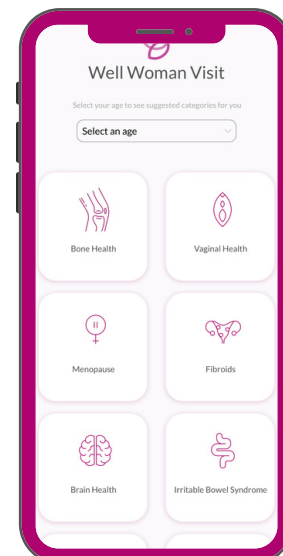 Well Woman Visit
Select your age to see suggested categories for you
Select an age
Bone Health
Vaginal Health
Menopause
Fibroids
Brain Health
Irritable Bowel Syndrome